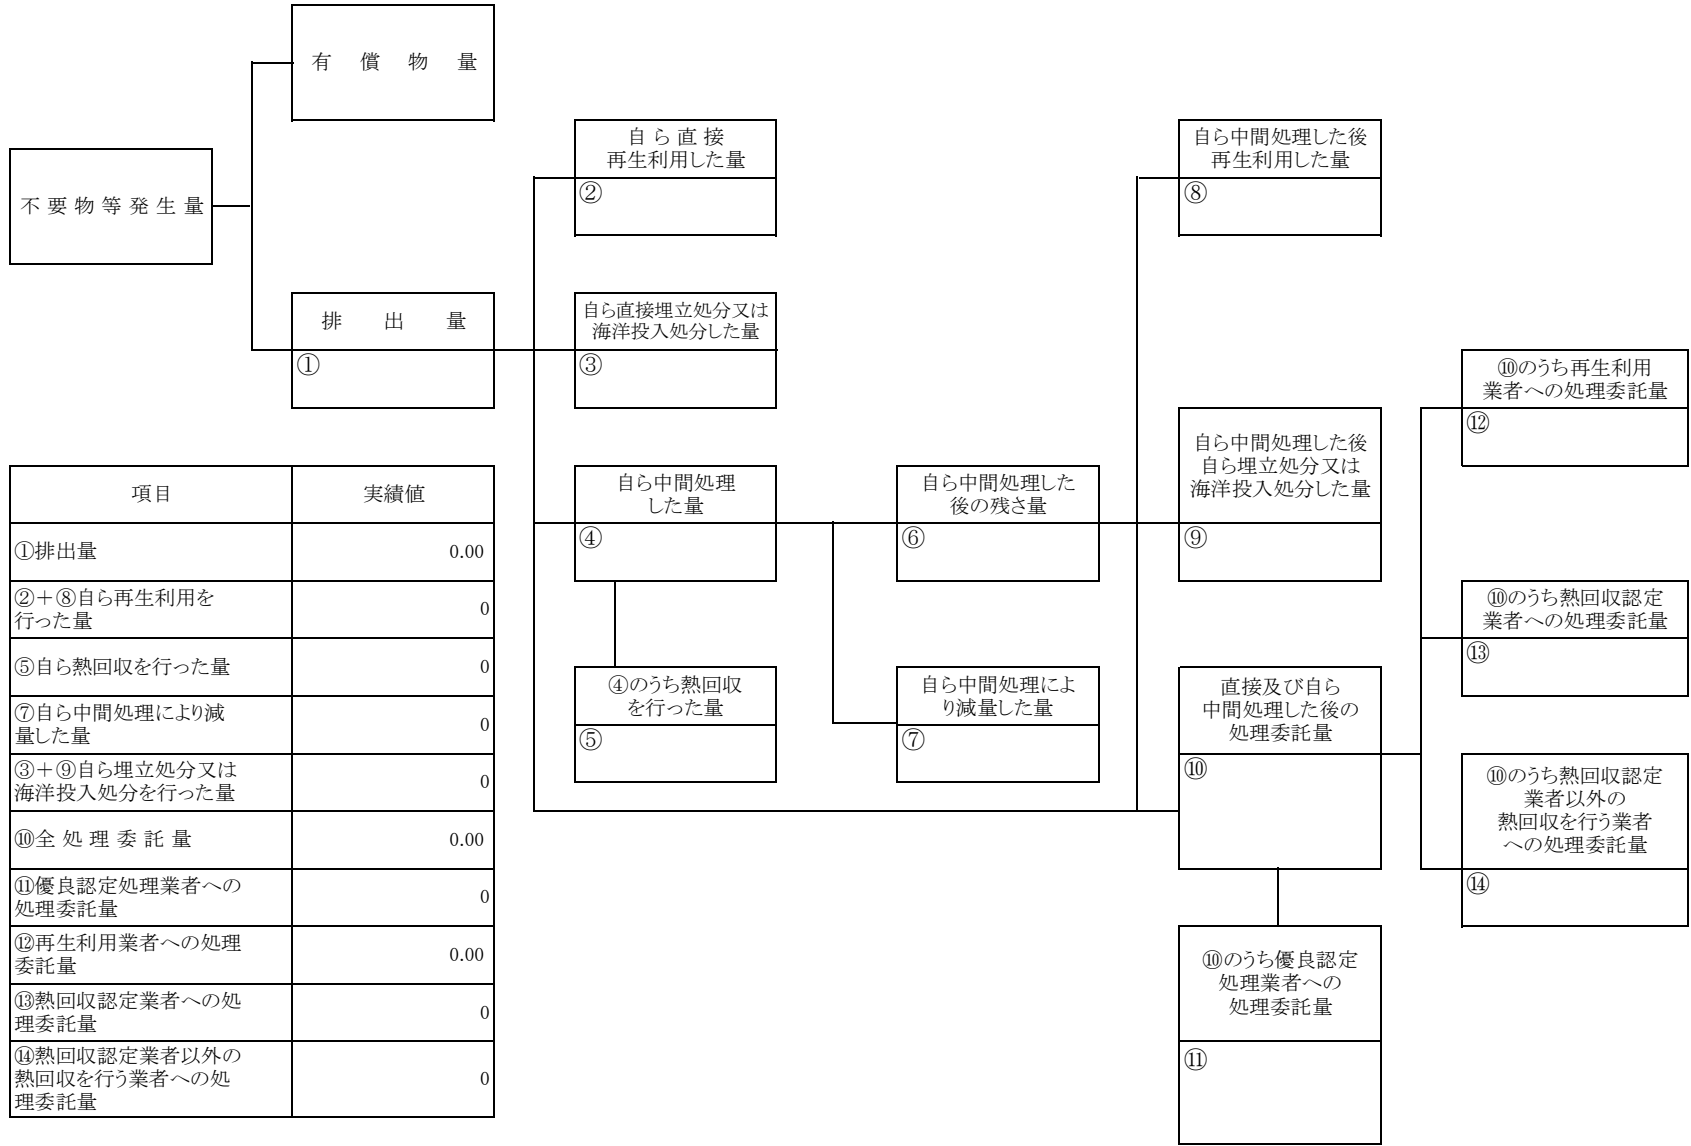 有 償 物 量
不 要 物 等 発 生 量
排 出 量
①
自 ら 直 接
再生利用した量
②
自ら直接埋立処分又は
海洋投入処分した量
③
自ら中間処理
した量
④
④のうち熱回収
を行った量
⑤
自ら中間処理した
後の残さ量
⑥
自ら中間処理によ
り減量した量
⑦
自ら中間処理した後
再生利用した量
⑧
自ら中間処理した後
自ら埋立処分又は
海洋投入処分した量
⑨
直接及び自ら
中間処理した後の
処理委託量
⑩
⑩のうち優良認定
処理業者への
処理委託量
⑪
⑩のうち再生利用
業者への処理委託量
⑫
⑩のうち熱回収認定
業者への処理委託量
⑬
⑩のうち熱回収認定
業者以外の
熱回収を行う業者
への処理委託量
⑭
項目 実績値
①排出量 0.00
②+⑧自ら再生利用を
行った量 0
⑤自ら熱回収を行った量 0
⑦自ら中間処理により減
量した量 0
③+⑨自ら埋立処分又は
海洋投入処分を行った量 0
⑩全 処 理 委 託 量 0.00
⑪優良認定処理業者への
処理委託量 0
⑫再生利用業者への処理
委託量 0.00
⑬熱回収認定業者への処
理委託量 0
⑭熱回収認定業者以外の
熱回収を行う業者への処
理委託量 0